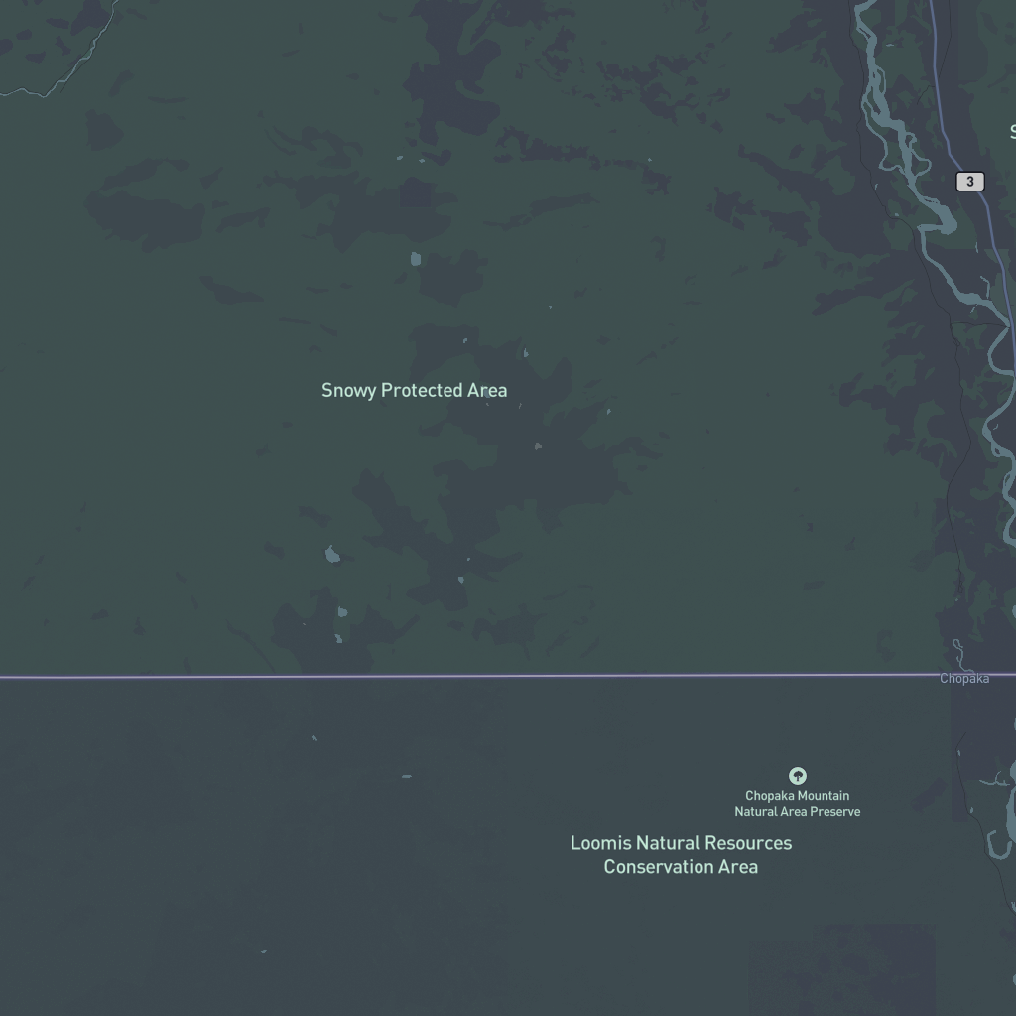 S
3
Snowy Protected Area
Chopaka
Chopaka Mountain
Natural Area Preserve
Loomis Natural Resources
Conservation Area